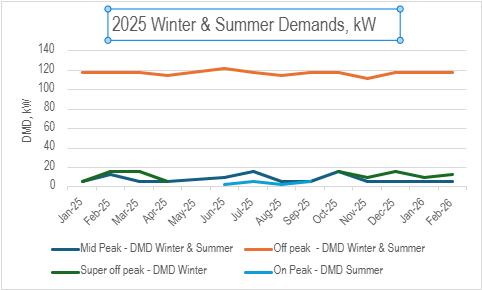 2025 Winter & Summer Demands, kW
140
120
100
80
60
40
20
0
DMD, kW
Jan-25
Feb-25
Mar-25
Apr-25
May-25
Jun-25
Jul-25
Aug-25
Sep-25
Oct-25
Nov-25
Dec-25
Jan-26
Feb-26
Mid Peak - DMD Winter & Summer
Off peak - DMD Winter & Summer
Super off peak - DMD Winter
On Peak - DMD Summer